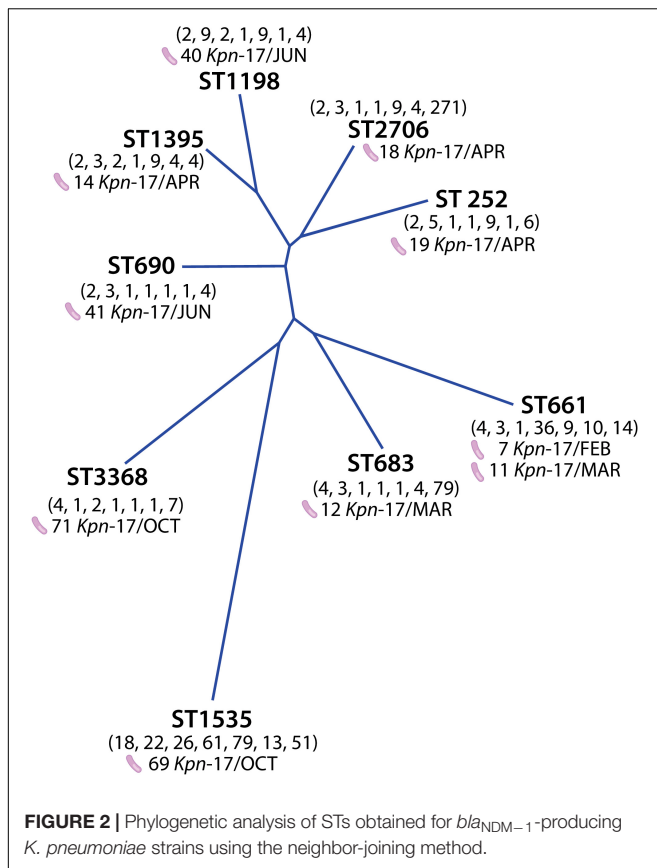 (2, 9, 2, 1, 9, 1, 4)
40 Kpn-17/JUN
ST1198
(2, 3, 1, 1, 9, 4, 271)
ST2706
18 Kpn-17/APR
ST1395
(2, 3, 2, 1, 9, 4, 4)
14 Kpn-17/APR
ST 252
(2, 5, 1, 1, 9, 1, 6)
19 Kpn-17/APR
ST690
(2, 3, 1, 1, 1, 1, 4)
41 Kpn-17/JUN
ST661
(4, 3, 1, 36, 9, 10, 14)
7 Kpn-17/FEB
11 Kpn-17/MAR
ST683
(4, 3, 1, 1, 1, 4, 79)
12 Kpn-17/MAR
ST3368
(4, 1, 2, 1, 1, 1, 7)
71 Kpn-17/OCT
ST1535
(18, 22, 26, 61, 79, 13, 51)
69 Kpn-17/OCT
FIGURE 2 | Phylogenetic analysis of STs obtained for blaNDM−1-producing
K. pneumoniae strains using the neighbor-joining method.